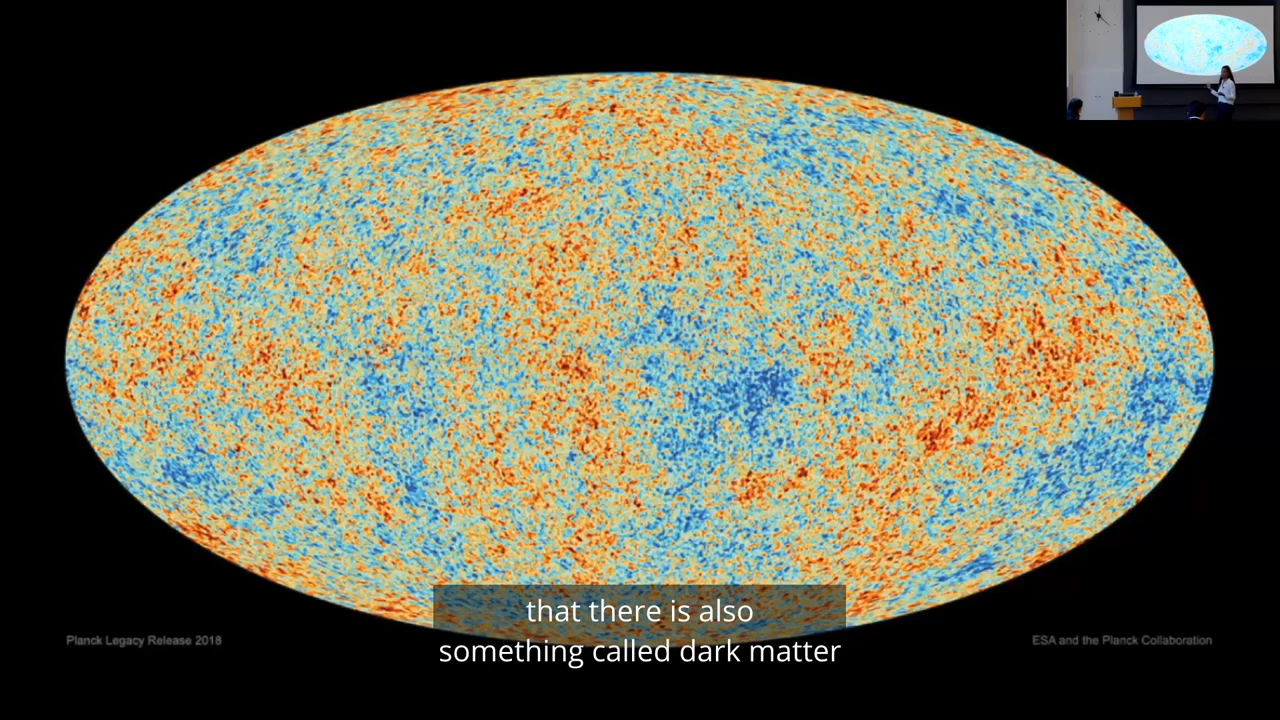 that there is also
something called dark matter
Planck Legacy Release 2018
ESA and the Planck Collaboration